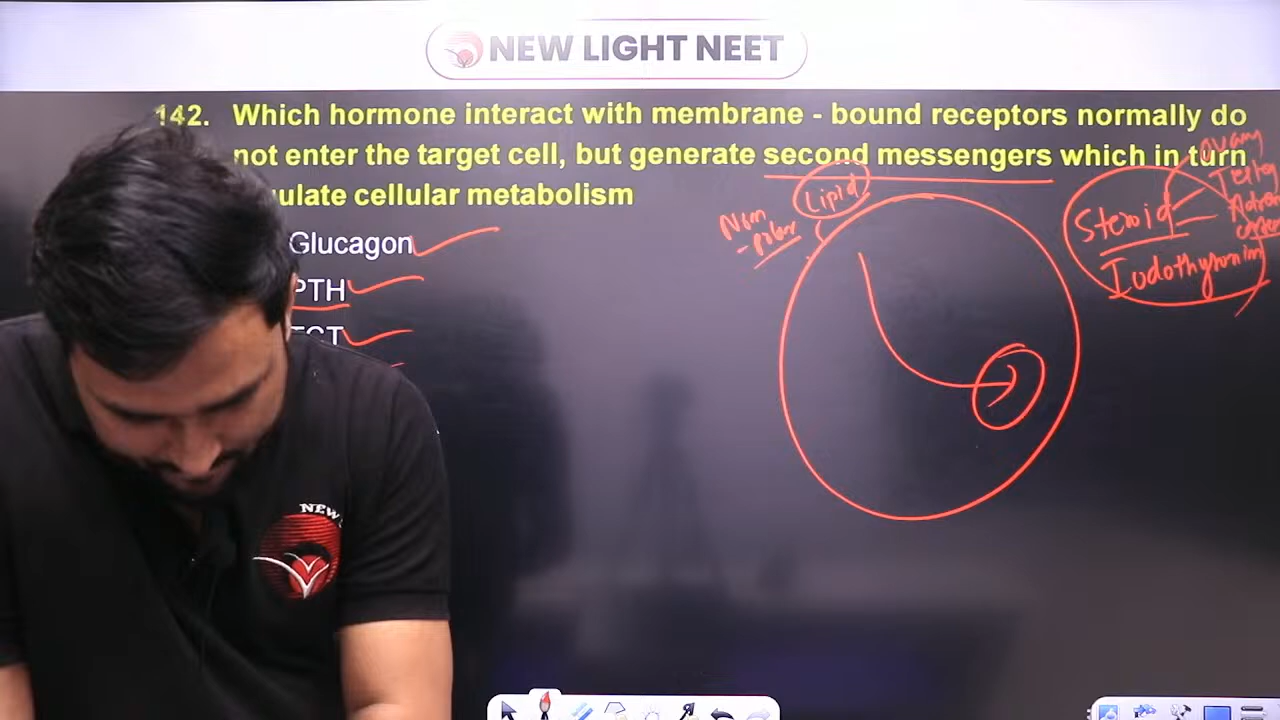 NEW LIGHT NEET
142. Which hormone interact with membrane - bound receptors normally do
not enter the target cell, but generate second messengers which in turn
ulate cellular metabolism
Glucagon
PTH
Lipid
Non
-polar
Steroid
Iodothyronin
ovary
NEW